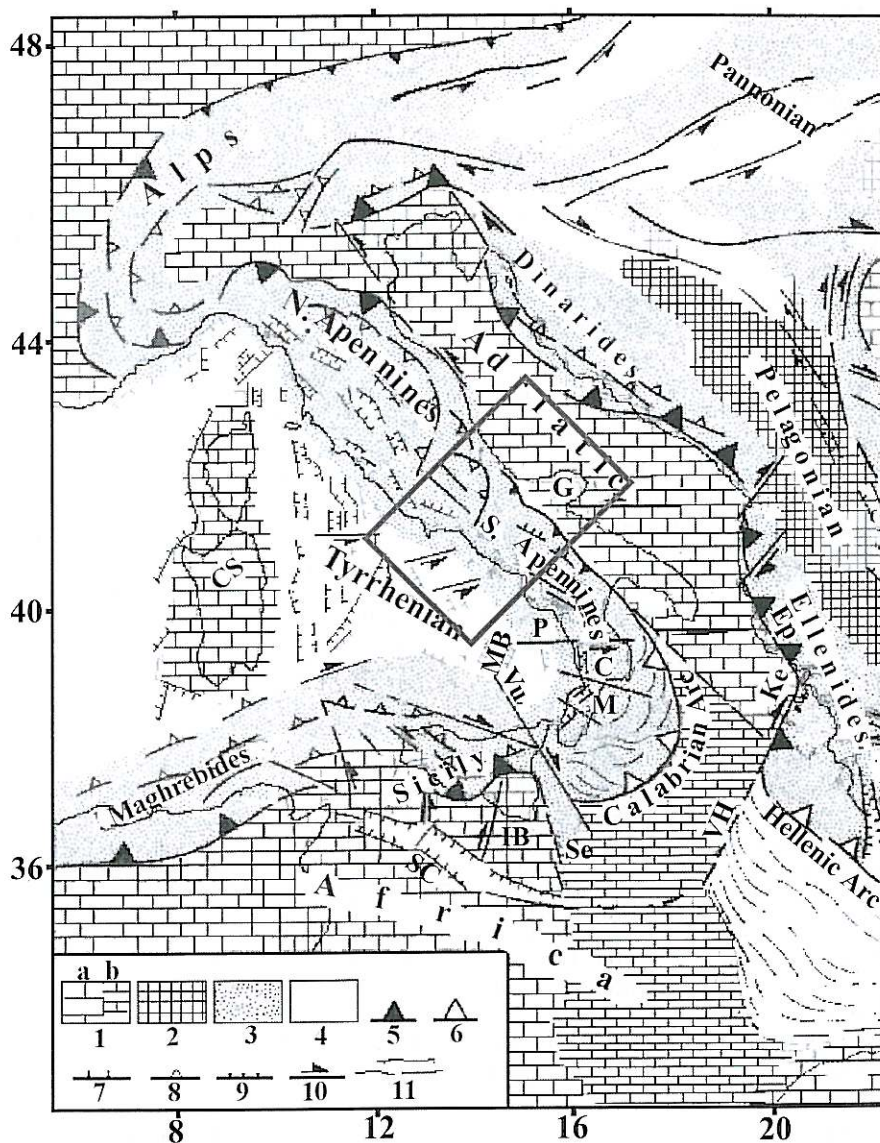 48
44
40
36
8
12
16
20
Alps
Pannonian
Dinarides
N. Apennines
Adriatic
Pelagonian
G
S. Apennines
CS
Tyrrhenian
P
MB
C
Vu
M
Ep
Ke
Ellenides
Calabrian Arc
Maghrebides
Sicily
VH
Hellenic Arc
IB
Se
SC
Africa
a b
1
2
3
4
5
6
7
8
9
10
11